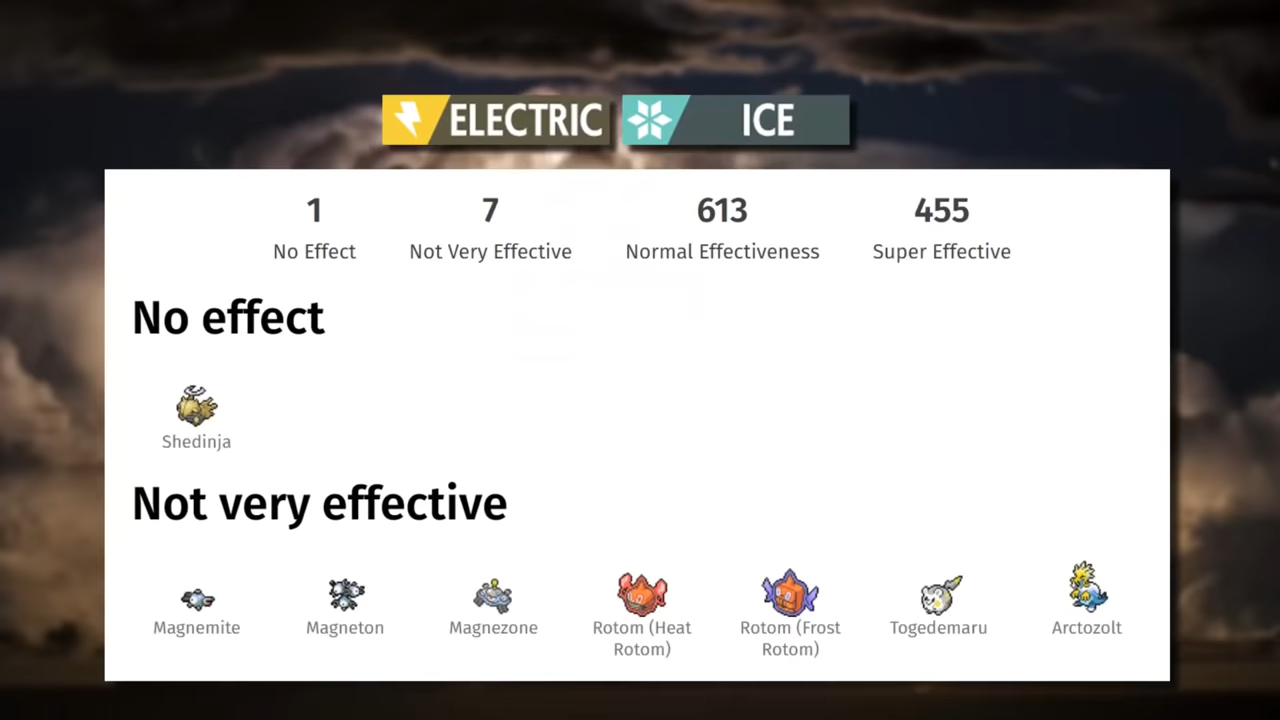 ELECTRIC ICE
1 7 613 455
No Effect Not Very Effective Normal Effectiveness Super Effective
No effect
Shedinja
Not very effective
Magnemite Magneton Magnezone Rotom (Heat Rotom (Frost Togedemaru Arctozolt
Rotom) Rotom)